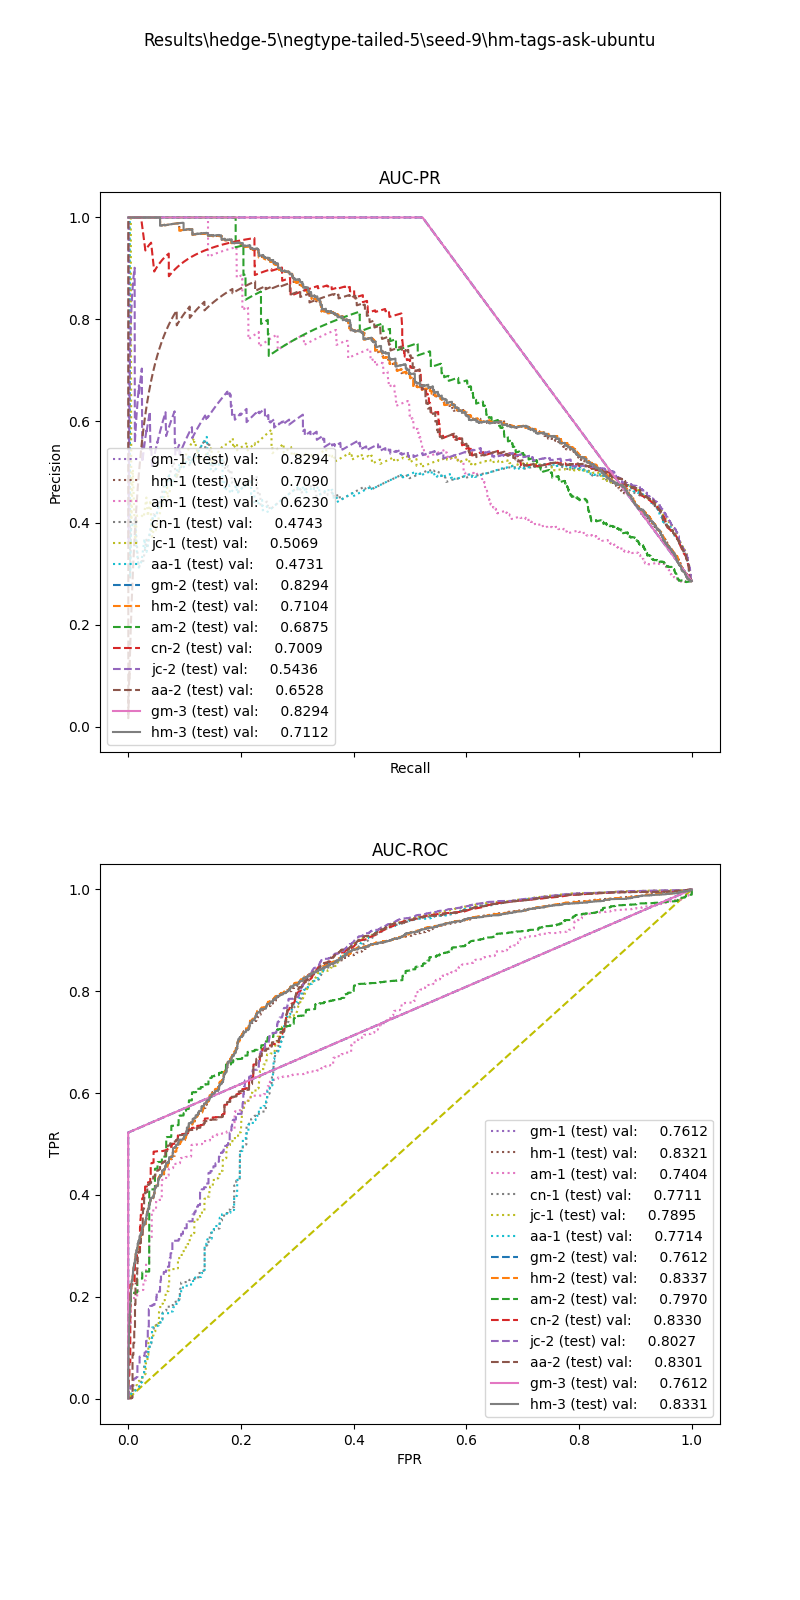 Results\hedge-5\negtype-tailed-5\seed-9\hm-tags-ask-ubuntu
AUC-PR
1.0
0.8
0.6
0.4
0.2
0.0
Precision
gm-1 (test) val: 0.8294
hm-1 (test) val: 0.7090
am-1 (test) val: 0.6230
cn-1 (test) val: 0.4743
jc-1 (test) val: 0.5069
aa-1 (test) val: 0.4731
gm-2 (test) val: 0.8294
hm-2 (test) val: 0.7104
am-2 (test) val: 0.6875
cn-2 (test) val: 0.7009
jc-2 (test) val: 0.5436
aa-2 (test) val: 0.6528
gm-3 (test) val: 0.8294
hm-3 (test) val: 0.7112
Recall
AUC-ROC
1.0
0.8
0.6
0.4
0.2
0.0
TPR
gm-1 (test) val: 0.7612
hm-1 (test) val: 0.8321
am-1 (test) val: 0.7404
cn-1 (test) val: 0.7711
jc-1 (test) val: 0.7895
aa-1 (test) val: 0.7714
gm-2 (test) val: 0.7612
hm-2 (test) val: 0.8337
am-2 (test) val: 0.7970
cn-2 (test) val: 0.8330
jc-2 (test) val: 0.8027
aa-2 (test) val: 0.8301
gm-3 (test) val: 0.7612
hm-3 (test) val: 0.8331
0.0 0.2 0.4 0.6 0.8 1.0
FPR